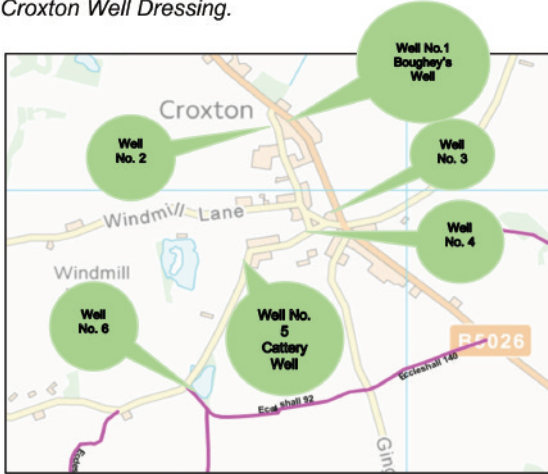 Croxton Well Dressing.
Well No.1
Boughey's
Well
Croxton
Well
No. 2
Well
No. 3
Windmill Lane
Well
No. 4
Windmill
Well
No. 6
Well No.
5
Cattery
Well
B5026
Eccleshall 140
Eccleshall 92